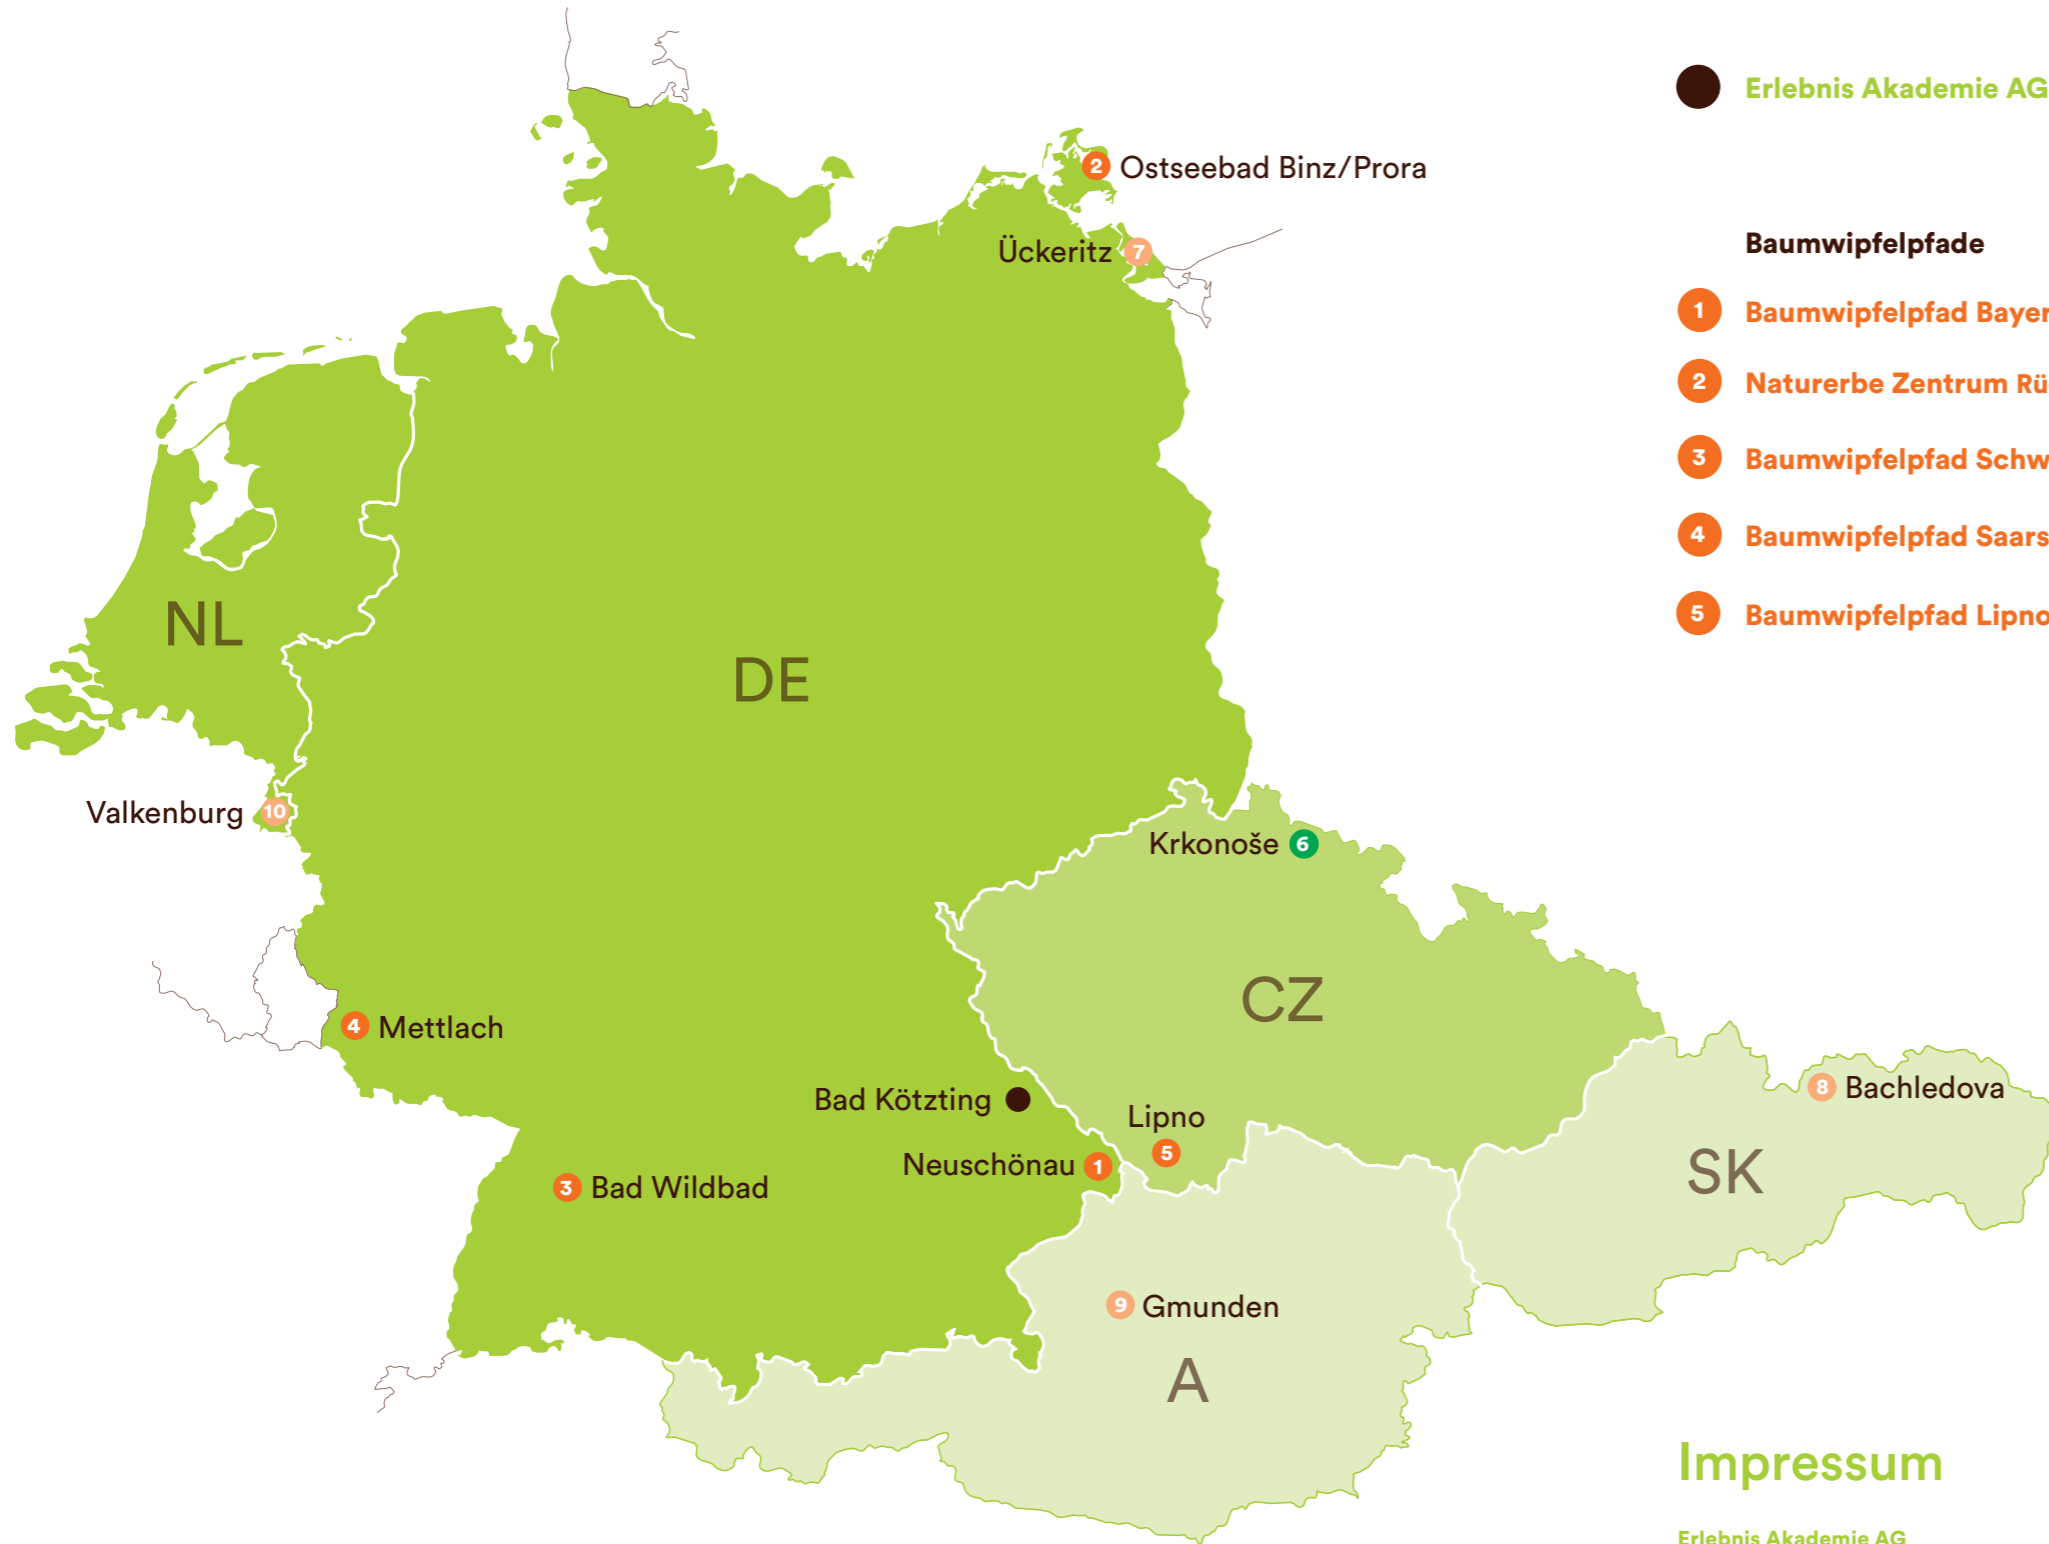 Erlebnis Akademie AG
2 Ostseebad Binz/Prora
Ückeritz 7
Baumwipfelpfade
1 Baumwipfelpfad Bayer
2 Naturerbe Zentrum Rü
3 Baumwipfelpfad Schw
4 Baumwipfelpfad Saars
5 Baumwipfelpfad Lipno
NL
DE
Valkenburg 10
Krkonoše 6
CZ
4 Mettlach
Bad Kötzting
8 Bachledova
Lipno
5
Neuschönau 1
SK
3 Bad Wildbad
9 Gmunden
A
Impressum
Erlebnis Akademie AG